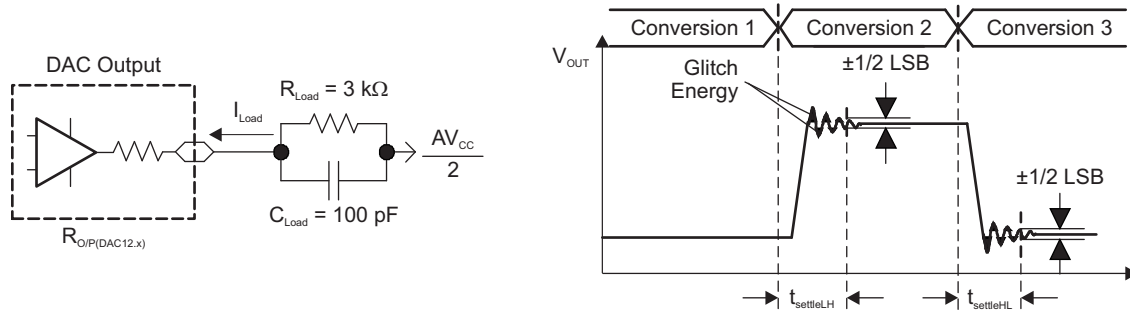 DAC Output
I_Load
R_Load = 3 kΩ
AV_CC
2
C_Load = 100 pF
R_O/P(DAC12.x)
Conversion 1
Conversion 2
Conversion 3
V_OUT
Glitch
Energy
±1/2 LSB
±1/2 LSB
t_settleLH
t_settleHL